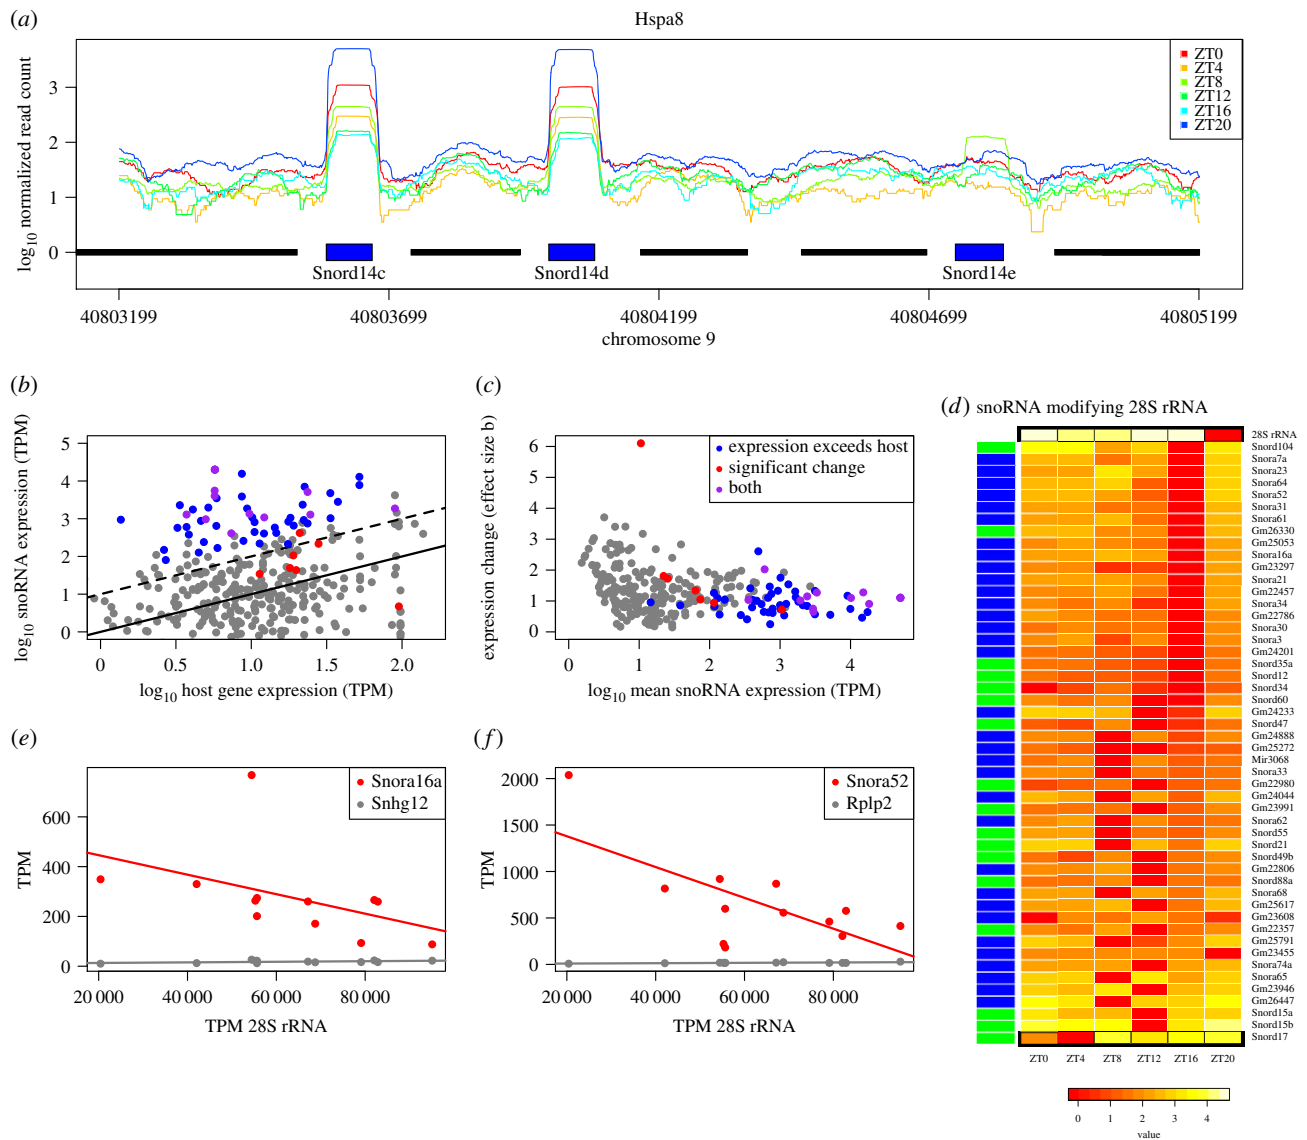 (a)
Hspa8
log10 normalized read count
3
2
1
0
ZT0
ZT4
ZT8
ZT12
ZT16
ZT20
Snord14c
Snord14d
Snord14e
40803199
40803699
40804199
40804699
40805199
chromosome 9
(b)
log10 snoRNA expression (TPM)
5
4
3
2
1
0
0
0.5
1.0
1.5
2.0
log10 host gene expression (TPM)
(c)
expression change (effect size b)
6
5
4
3
2
1
0
expression exceeds host
significant change
both
0
1
2
3
4
log10 mean snoRNA expression (TPM)
(d) snoRNA modifying 28S rRNA
28S rRNA
Snord104
Snora7a
Snora23
Snora64
Snora52
Snora31
Snora61
Gm26330
Gm25053
Snora16a
Gm23297
Snora21
Gm22457
Snora34
Gm22786
Snora30
Snora3
Gm24201
Snord35a
Snord12
Snord34
Snord60
Gm24233
Snord47
Gm24888
Gm25272
Mir3068
Snora33
Gm22980
Gm24044
Gm23991
Snora62
Snord55
Snord21
Snord49b
Gm22806
Snord88a
Snora68
Gm25617
Gm23608
Gm22357
Gm25791
Gm23455
Snora74a
Snora65
Gm23946
Gm26447
Snord15a
Snord15b
Snord17
ZT0 ZT4 ZT8 ZT12 ZT16 ZT20
0 1 2 3 4
value
(e)
TPM
600
400
200
0
Snora16a
Snhg12
20 000
40 000
60 000
80 000
TPM 28S rRNA
(f)
TPM
2000
1500
1000
500
0
Snora52
Rplp2
20 000
40 000
60 000
80 000
TPM 28S rRNA